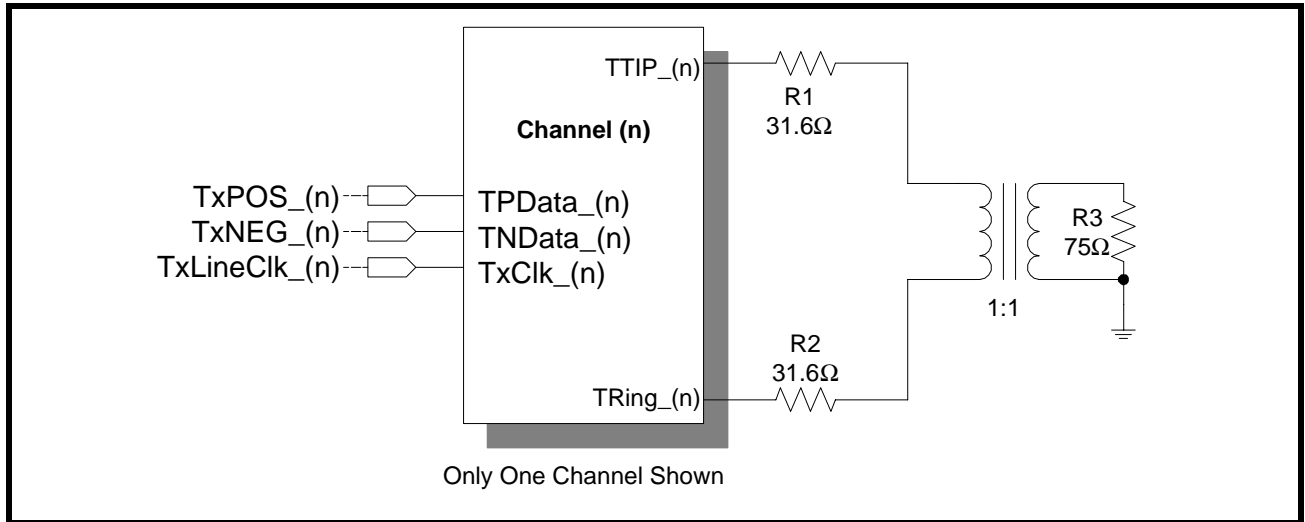 TTIP_(n)
R1
31.6Ω
Channel (n)
TxPOS_(n)
TPData_(n)
TxNEG_(n)
TNData_(n)
TxLineClk_(n)
TxClk_(n)
R3
75Ω
1:1
R2
31.6Ω
TRing_(n)
Only One Channel Shown